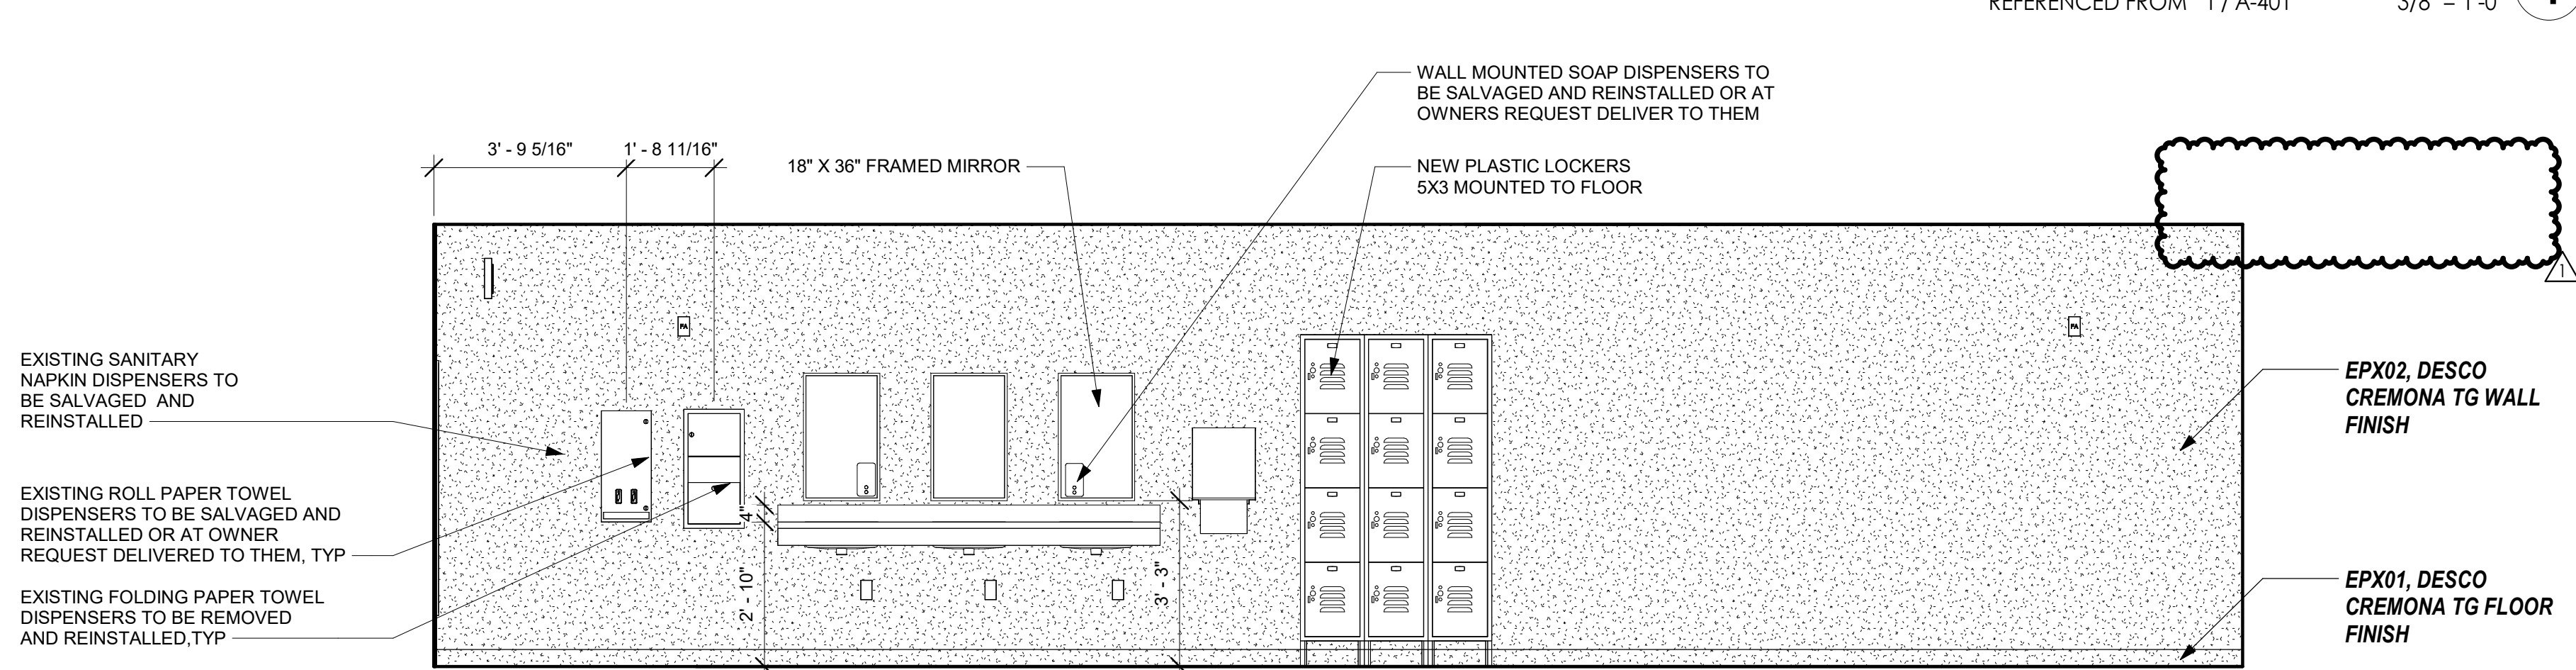 REFERENCED FROM 1 / A-401
3/8" = 1'-0"
WALL MOUNTED SOAP DISPENSERS TO
BE SALVAGED AND REINSTALLED OR AT
OWNERS REQUEST DELIVER TO THEM
3' - 9 5/16"
1' - 8 11/16"
18" X 36" FRAMED MIRROR
NEW PLASTIC LOCKERS
5X3 MOUNTED TO FLOOR
1
FA
FA
EXISTING SANITARY
NAPKIN DISPENSERS TO
BE SALVAGED AND
REINSTALLED
EPX02, DESCO
CREMONA TG WALL
FINISH
EXISTING ROLL PAPER TOWEL
DISPENSERS TO BE SALVAGED AND
REINSTALLED OR AT OWNER
REQUEST DELIVERED TO THEM, TYP
4"
2' - 10"
3' - 3"
EXISTING FOLDING PAPER TOWEL
DISPENSERS TO BE REMOVED
AND REINSTALLED,TYP
EPX01, DESCO
CREMONA TG FLOOR
FINISH